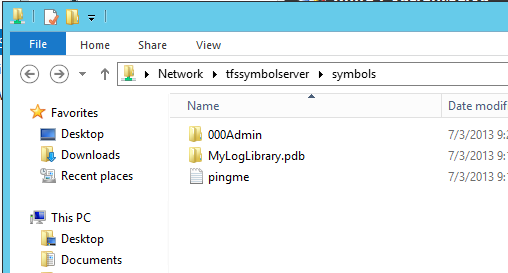 File Home Share View
Network tfssymbolserver symbols
Name Date modif
Favorites
Desktop
Downloads
Recent places
This PC
Desktop
Documents
000Admin 7/3/2013 9:
MyLogLibrary.pdb 7/3/2013 9:
pingme 7/3/2013 9: